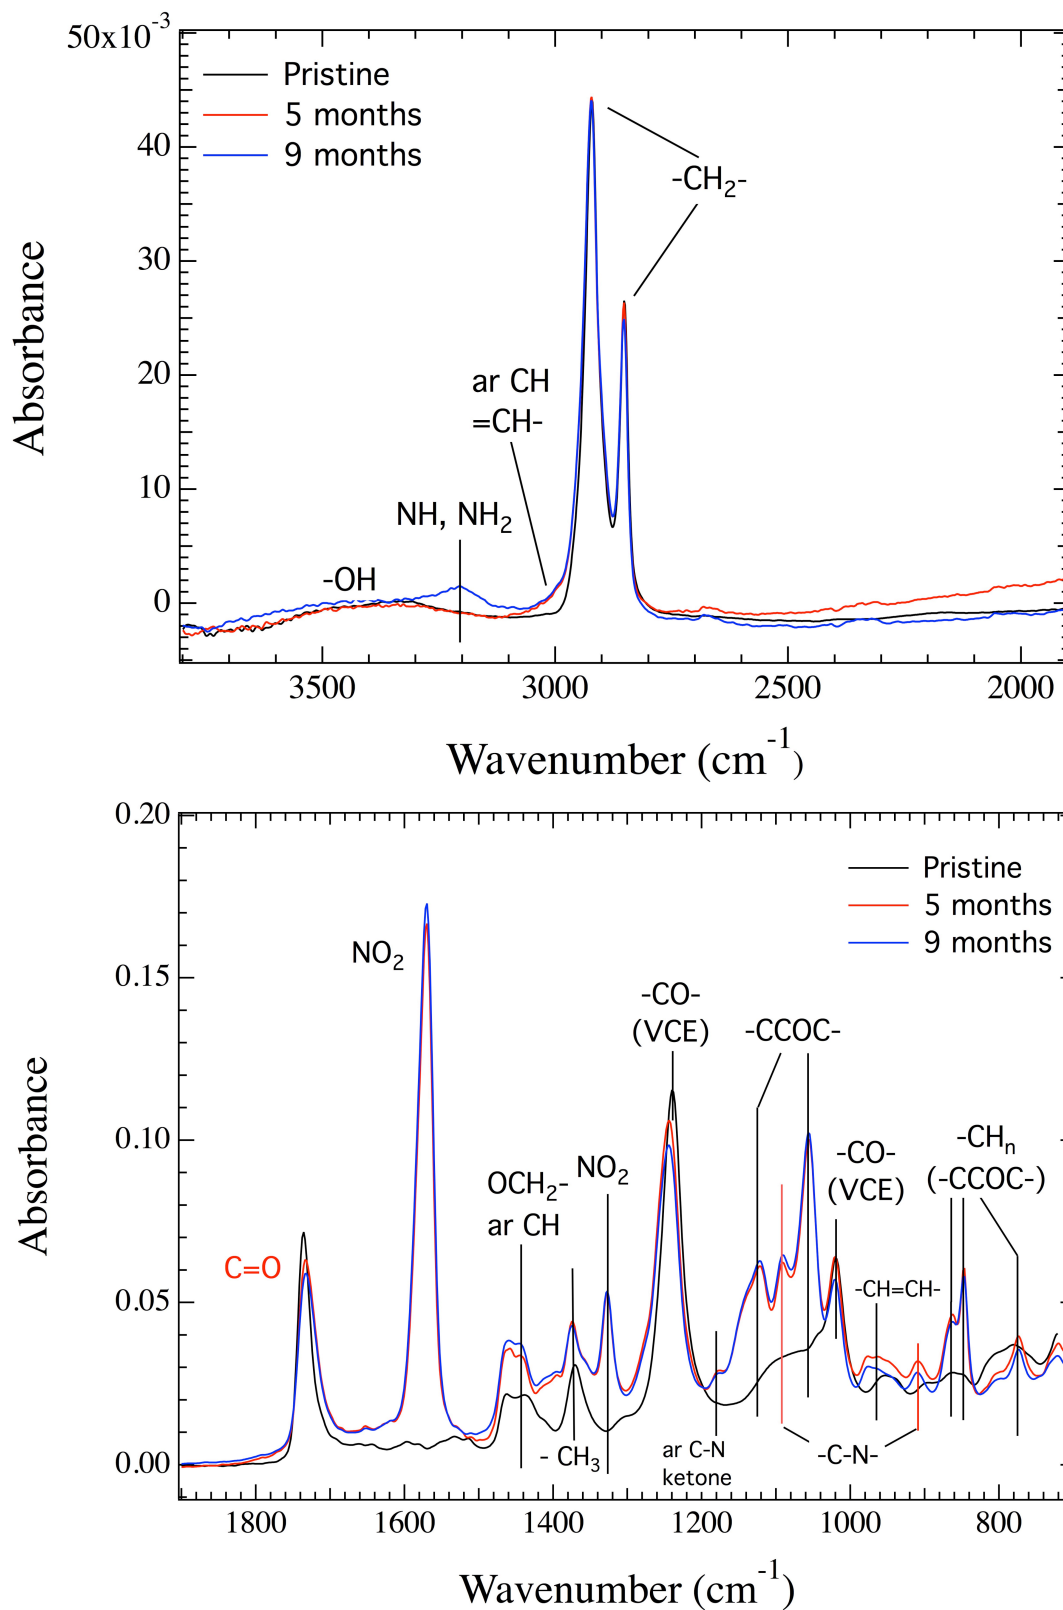 50x10⁻³
Pristine
5 months
9 months
40
-CH₂-
30
Absorbance
20
ar CH
=CH-
10
NH, NH₂
-OH
0
3500
3000
2500
2000
Wavenumber (cm⁻¹)
0.20
Pristine
5 months
9 months
NO₂
0.15
-CO-
(VCE)
-CCOC-
Absorbance
0.10
-CHₙ
(-CCOC-)
-CO-
(VCE)
NO₂
OCH₂-
ar CH
C=O
-CH=CH-
0.05
- CH₃
ar C-N
ketone
-C-N-
0.00
1800
1600
1400
1200
1000
800
Wavenumber (cm⁻¹)